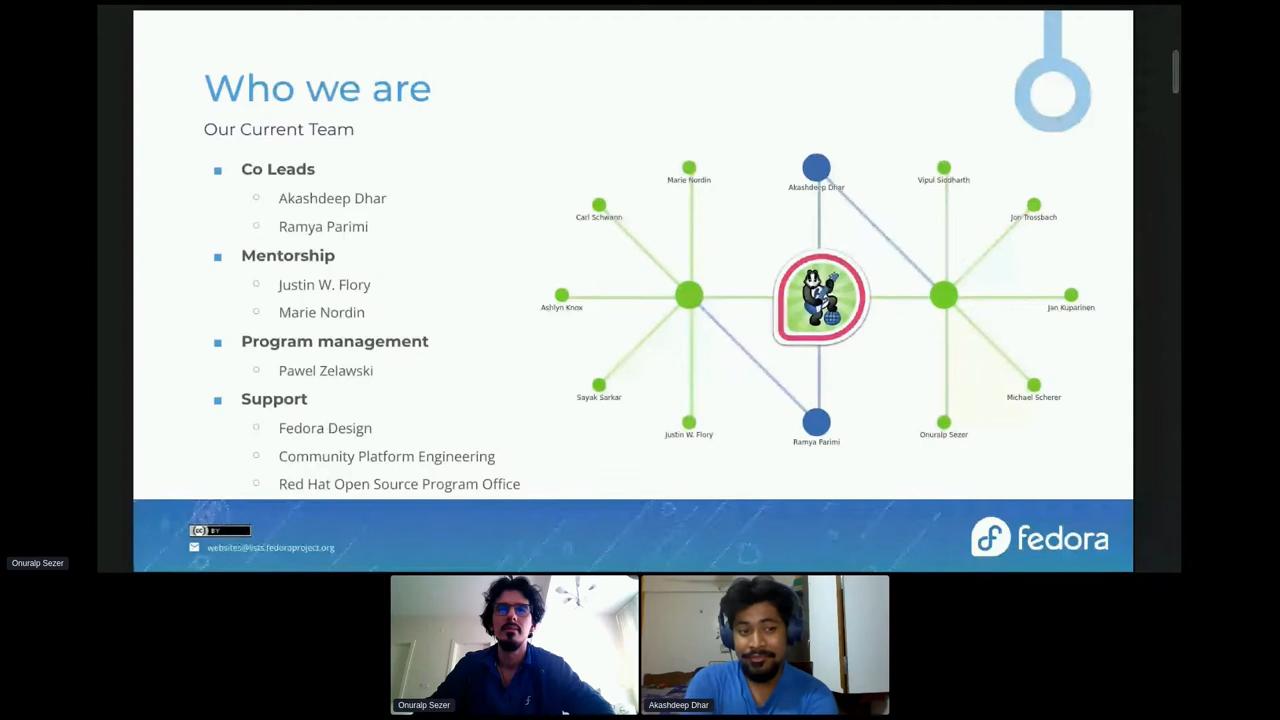 Who we are
Our Current Team
Co Leads
Akashdeep Dhar
Ramya Parimi
Mentorship
Justin W. Flory
Marie Nordin
Program management
Pawel Zelawski
Support
Fedora Design
Community Platform Engineering
Red Hat Open Source Program Office
Marie Nordin
Akashdeep Dhar
Vipul Siddharth
Carl Schwann
Jon Trossbach
Ashlyn Knox
Jan Kuparinen
Sayak Sarkar
Michael Scherer
Justin W. Flory
Ramya Parimi
Onuralp Sezer
cc BY
websites@lists.fedoraproject.org
fedora
Onuralp Sezer
Onuralp Sezer
Akashdeep Dhar